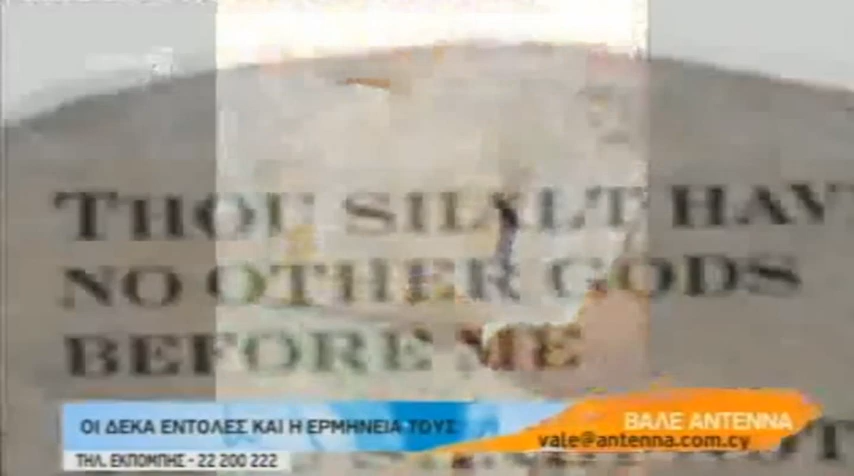 THOU SHALT HAV
NO OTHER GODS
BEFORE ME
ΟΙ ΔΕΚΑ ΕΝΤΟΛΕΣ ΚΑΙ Η ΕΡΜΗΝΕΙΑ ΤΟΥΣ
ΒΑΛΕ ΑΝΤΕΝΝΑ
vale@antenna.com.cy
ΤΗΛ. ΕΚΠΟΜΠΗΣ - 22 200 222